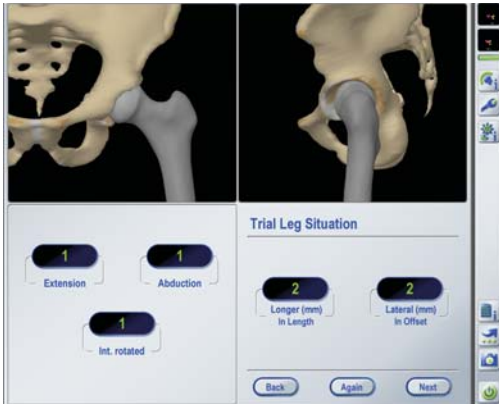 Trial Leg Situation
1
Extension
1
Abduction
1
Int. rotated
2
Longer (mm)
In Length
2
Lateral (mm)
In Offset
Back
Again
Next